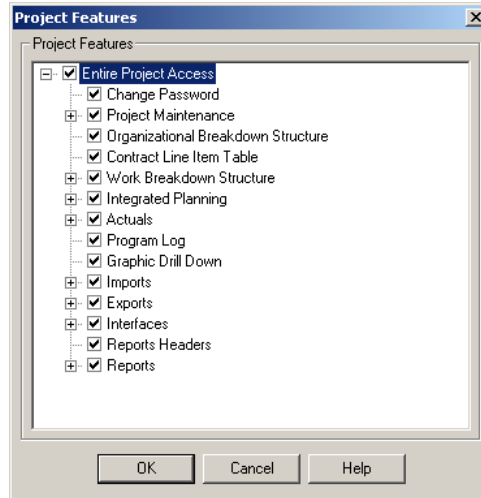 Project Features
Project Features
Entire Project Access
Change Password
Project Maintenance
Organizational Breakdown Structure
Contract Line Item Table
Work Breakdown Structure
Integrated Planning
Actuals
Program Log
Graphic Drill Down
Imports
Exports
Interfaces
Reports Headers
Reports
OK Cancel Help